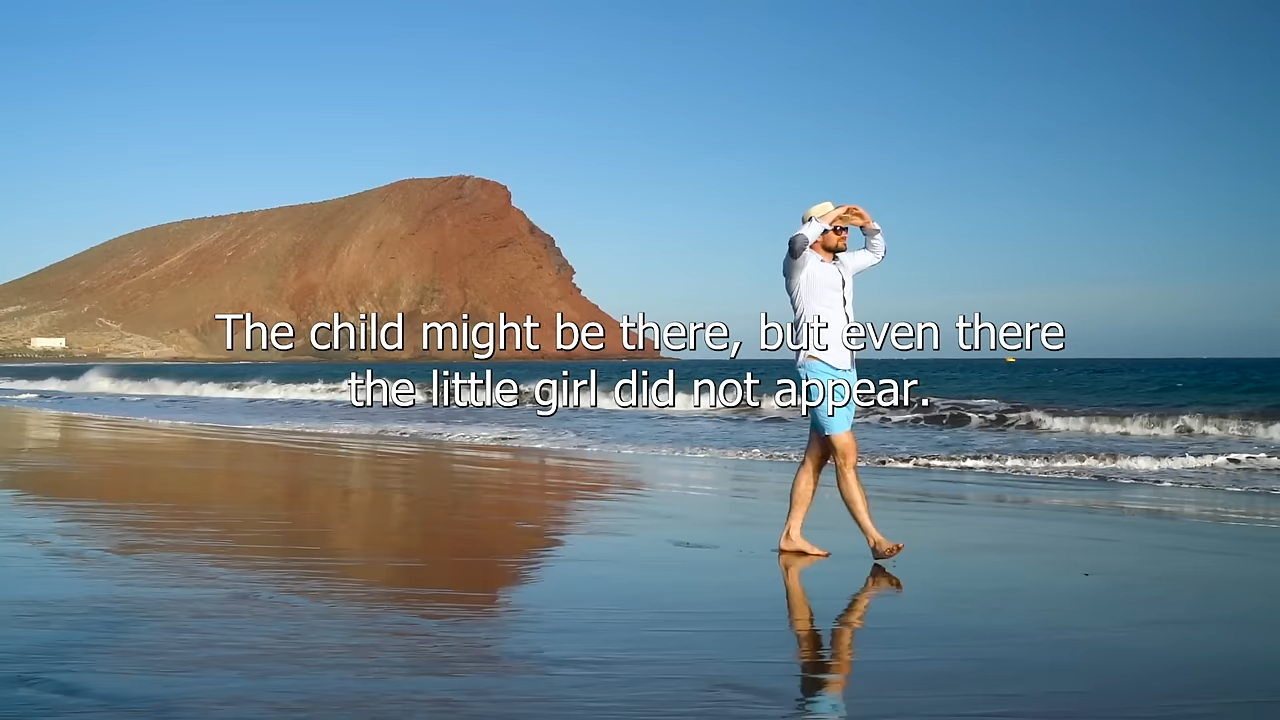 The child might be there, but even there
the little girl did not appear.